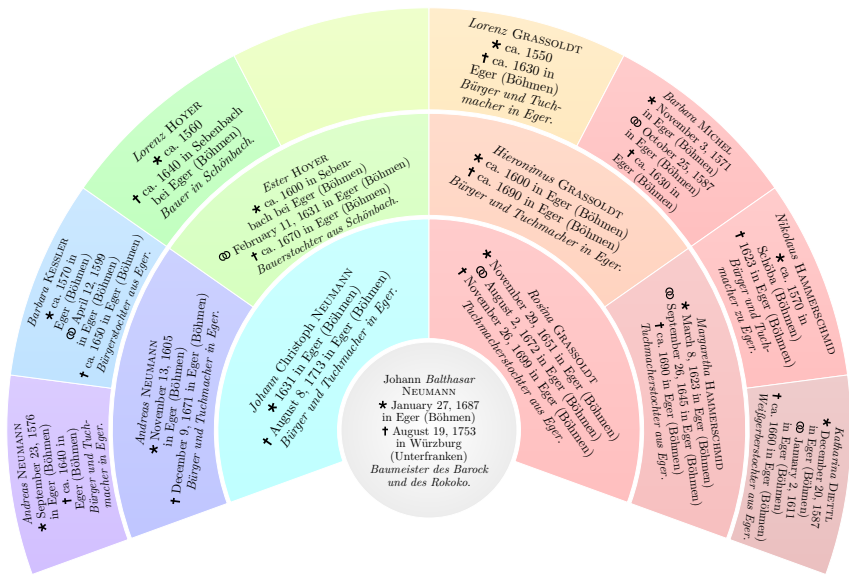 Johann Balthasar
NEUMANN
* January 27, 1687
in Eger (Böhmen)
† August 19, 1753
in Würzburg
(Unterfranken)
Baumeister des Barock
und des Rokoko.
Johann Christoph NEUMANN
* 1631 in Eger (Böhmen)
† August 8, 1713 in Eger (Böhmen)
Bürger und Tuchmacher in Eger.
Rosina GRASSOLDT
* November 29, 1651 in Eger (Böhmen)
⚭ August 2, 1672 in Eger (Böhmen)
† November 26, 1699 in Eger (Böhmen)
Tuchmacherstochter aus Eger.
Andreas NEUMANN
* November 13, 1605
in Eger (Böhmen)
† December 9, 1671 in Eger (Böhmen)
Bürger und Tuchmacher in Eger.
Ester HOYER
* ca. 1600 in Seben-
bach bei Eger (Böhmen)
⚭ February 11, 1631 in Eger (Böhmen)
† ca. 1670 in Eger (Böhmen)
Bauerstochter aus Schönbach.
Hieronimus GRASSOLDT
* ca. 1600 in Eger (Böhmen)
† ca. 1690 in Eger (Böhmen)
Bürger und Tuchmacher in Eger.
Margaretha HAMMERSCHMID
* March 8, 1623 in Eger (Böhmen)
⚭ September 26, 1645 in Eger (Böhmen)
† ca. 1690 in Eger (Böhmen)
Tuchmacherstochter aus Eger.
Andreas NEUMANN
* September 23, 1576
in Eger (Böhmen)
† ca. 1640 in
Eger (Böhmen)
Bürger und Tuch-
macher in Eger.
Barbara KESSLER
* ca. 1570 in
Eger (Böhmen)
⚭ April 12, 1599
in Eger (Böhmen)
† ca. 1650 in Eger (Böhmen)
Bürgerstochter aus Eger.
Lorenz HOYER
* ca. 1560
† ca. 1640 in Sebenbach
bei Eger (Böhmen)
Bauer in Schönbach.
Lorenz GRASSOLDT
* ca. 1550
† ca. 1630 in
Eger (Böhmen)
Bürger und Tuch-
macher in Eger.
Barbara MICHEL
* November 3, 1571
in Eger (Böhmen)
⚭ October 25, 1587
in Eger (Böhmen)
† ca. 1630 in
Eger (Böhmen)
Nikolaus HAMMERSCHMID
* ca. 1570 in
Schöba (Böhmen)
† 1623 in Eger (Böhmen)
Bürger und Tuch-
macher zu Eger.
Katharina DIETTL
*December 20, 1587
in Eger (Böhmen)
⚭ January 2, 1611
in Eger (Böhmen)
† ca. 1660 in Eger (Böhmen)
Weißgerberstochter aus Eger.